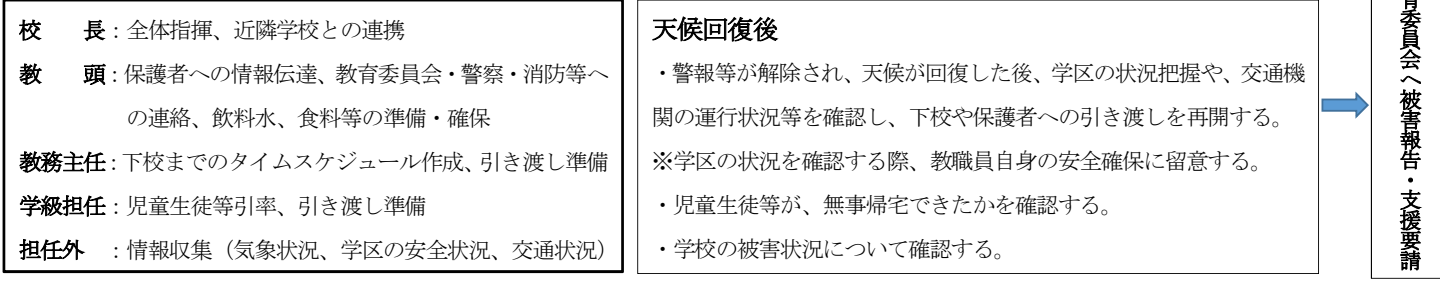 校　　長：全体指揮、近隣学校との連携
教　　頭：保護者への情報伝達、教育委員会・警察・消防等へ
の連絡、飲料水、食料等の準備・確保
教務主任：下校までのタイムスケジュール作成、引き渡し準備
学級担任：児童生徒等引率、引き渡し準備
担任外　：情報収集（気象状況、学区の安全状況、交通状況）
天候回復後
・警報等が解除され、天候が回復した後、学区の状況把握や、交通機
関の運行状況等を確認し、下校や保護者への引き渡しを再開する。
※学区の状況を確認する際、教職員自身の安全確保に留意する。
・児童生徒等が、無事帰宅できたかを確認する。
・学校の被害状況について確認する。
育委員会へ被害報告・支援要請